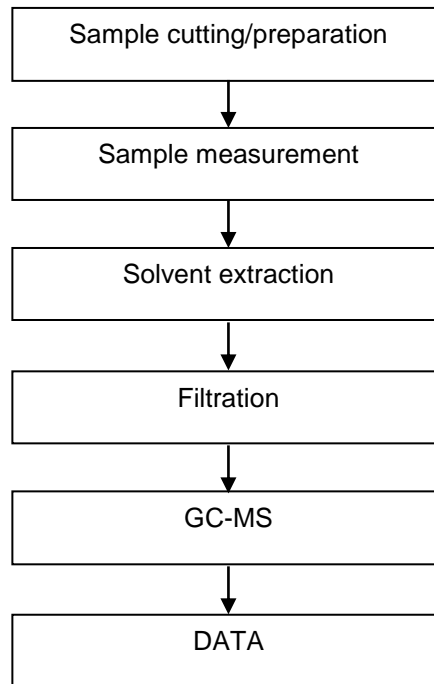 Sample cutting/preparation
Sample measurement
Solvent extraction
Filtration
GC-MS
DATA